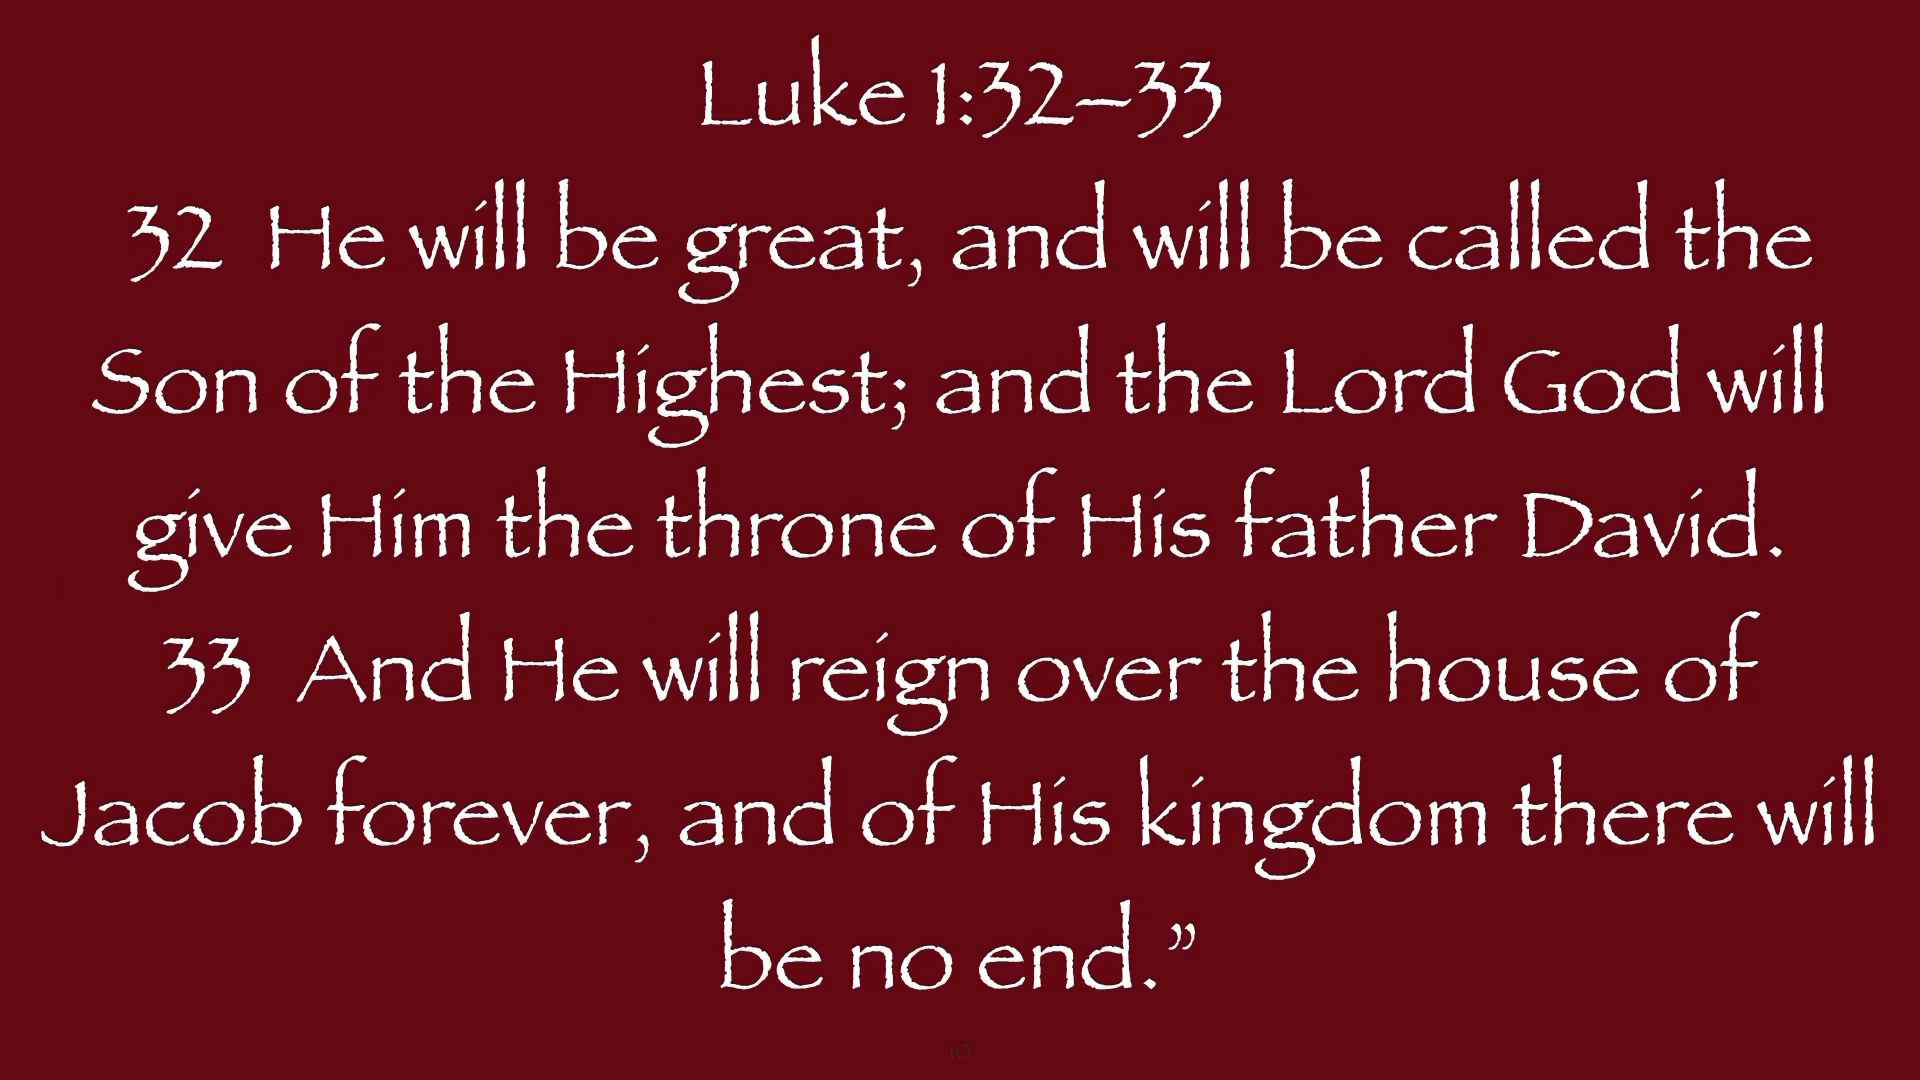 Luke 1:32–33
32 He will be great, and will be called the
Son of the Highest; and the Lord God will
give Him the throne of His father David.
33 And He will reign over the house of
Jacob forever, and of His kingdom there will
be no end.”
10